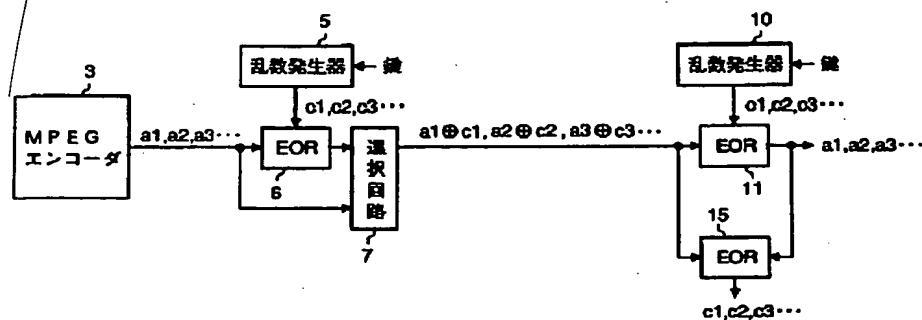 3
MPEG
エンコーダ
a1,a2,a3…
5
乱数発生器
鍵
c1,c2,c3…
EOR
6
選択回路
7
a1⊕c1, a2⊕c2, a3⊕c3…
10
乱数発生器
鍵
c1,c2,c3…
EOR
11
a1,a2,a3…
15
EOR
c1,c2,c3…